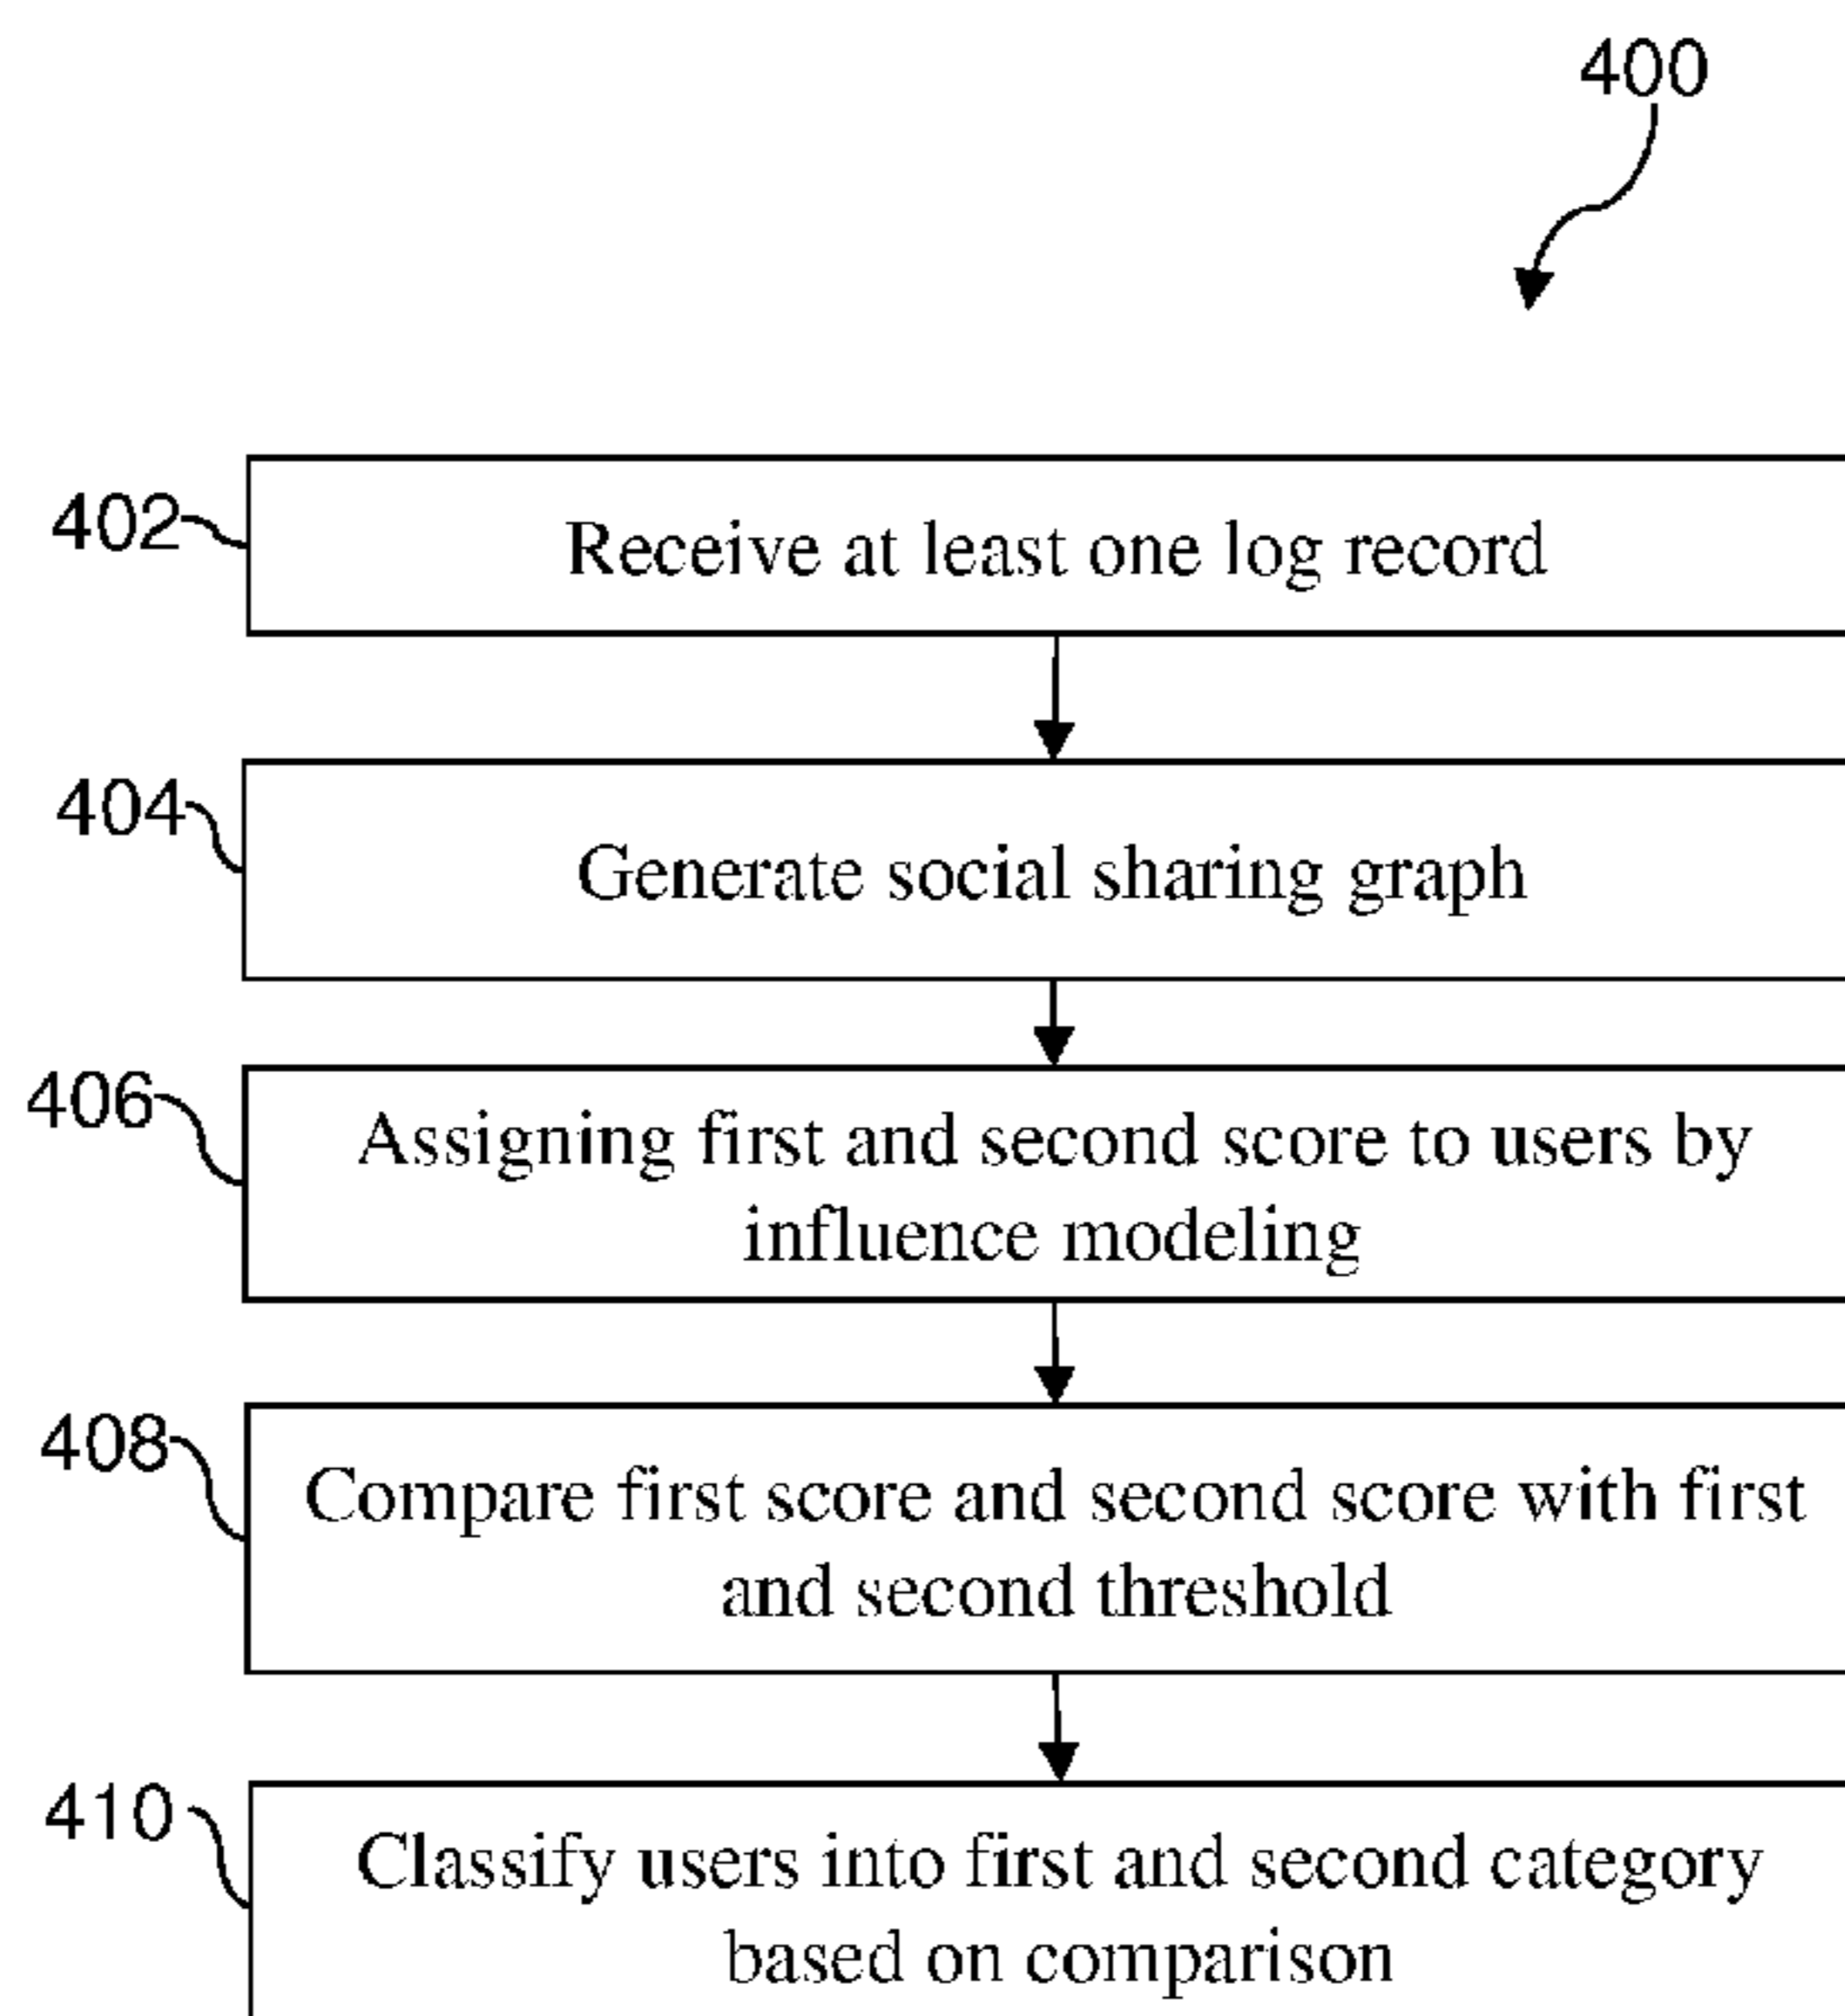 400
402
Receive at least one log record
404
Generate social sharing graph
406
Assigning first and second score to users by
influence modeling
408
Compare first score and second score with first
and second threshold
410
Classify users into first and second category
based on comparison